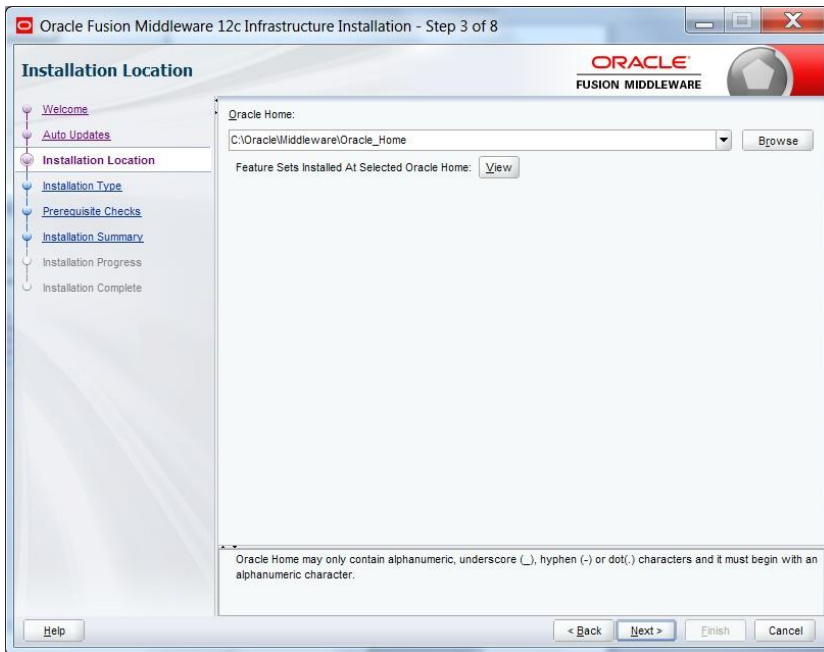 Oracle Fusion Middleware 12c Infrastructure Installation - Step 3 of 8
Installation Location
ORACLE
FUSION MIDDLEWARE
Welcome
Auto Updates
Installation Location
Installation Type
Prerequisite Checks
Installation Summary
Installation Progress
Installation Complete
Oracle Home:
C:\Oracle\Middleware\Oracle_Home
Browse
Feature Sets Installed At Selected Oracle Home: View
Oracle Home may only contain alphanumeric, underscore (_), hyphen (-) or dot(.) characters and it must begin with an
alphanumeric character.
Help
< Back Next > Finish Cancel